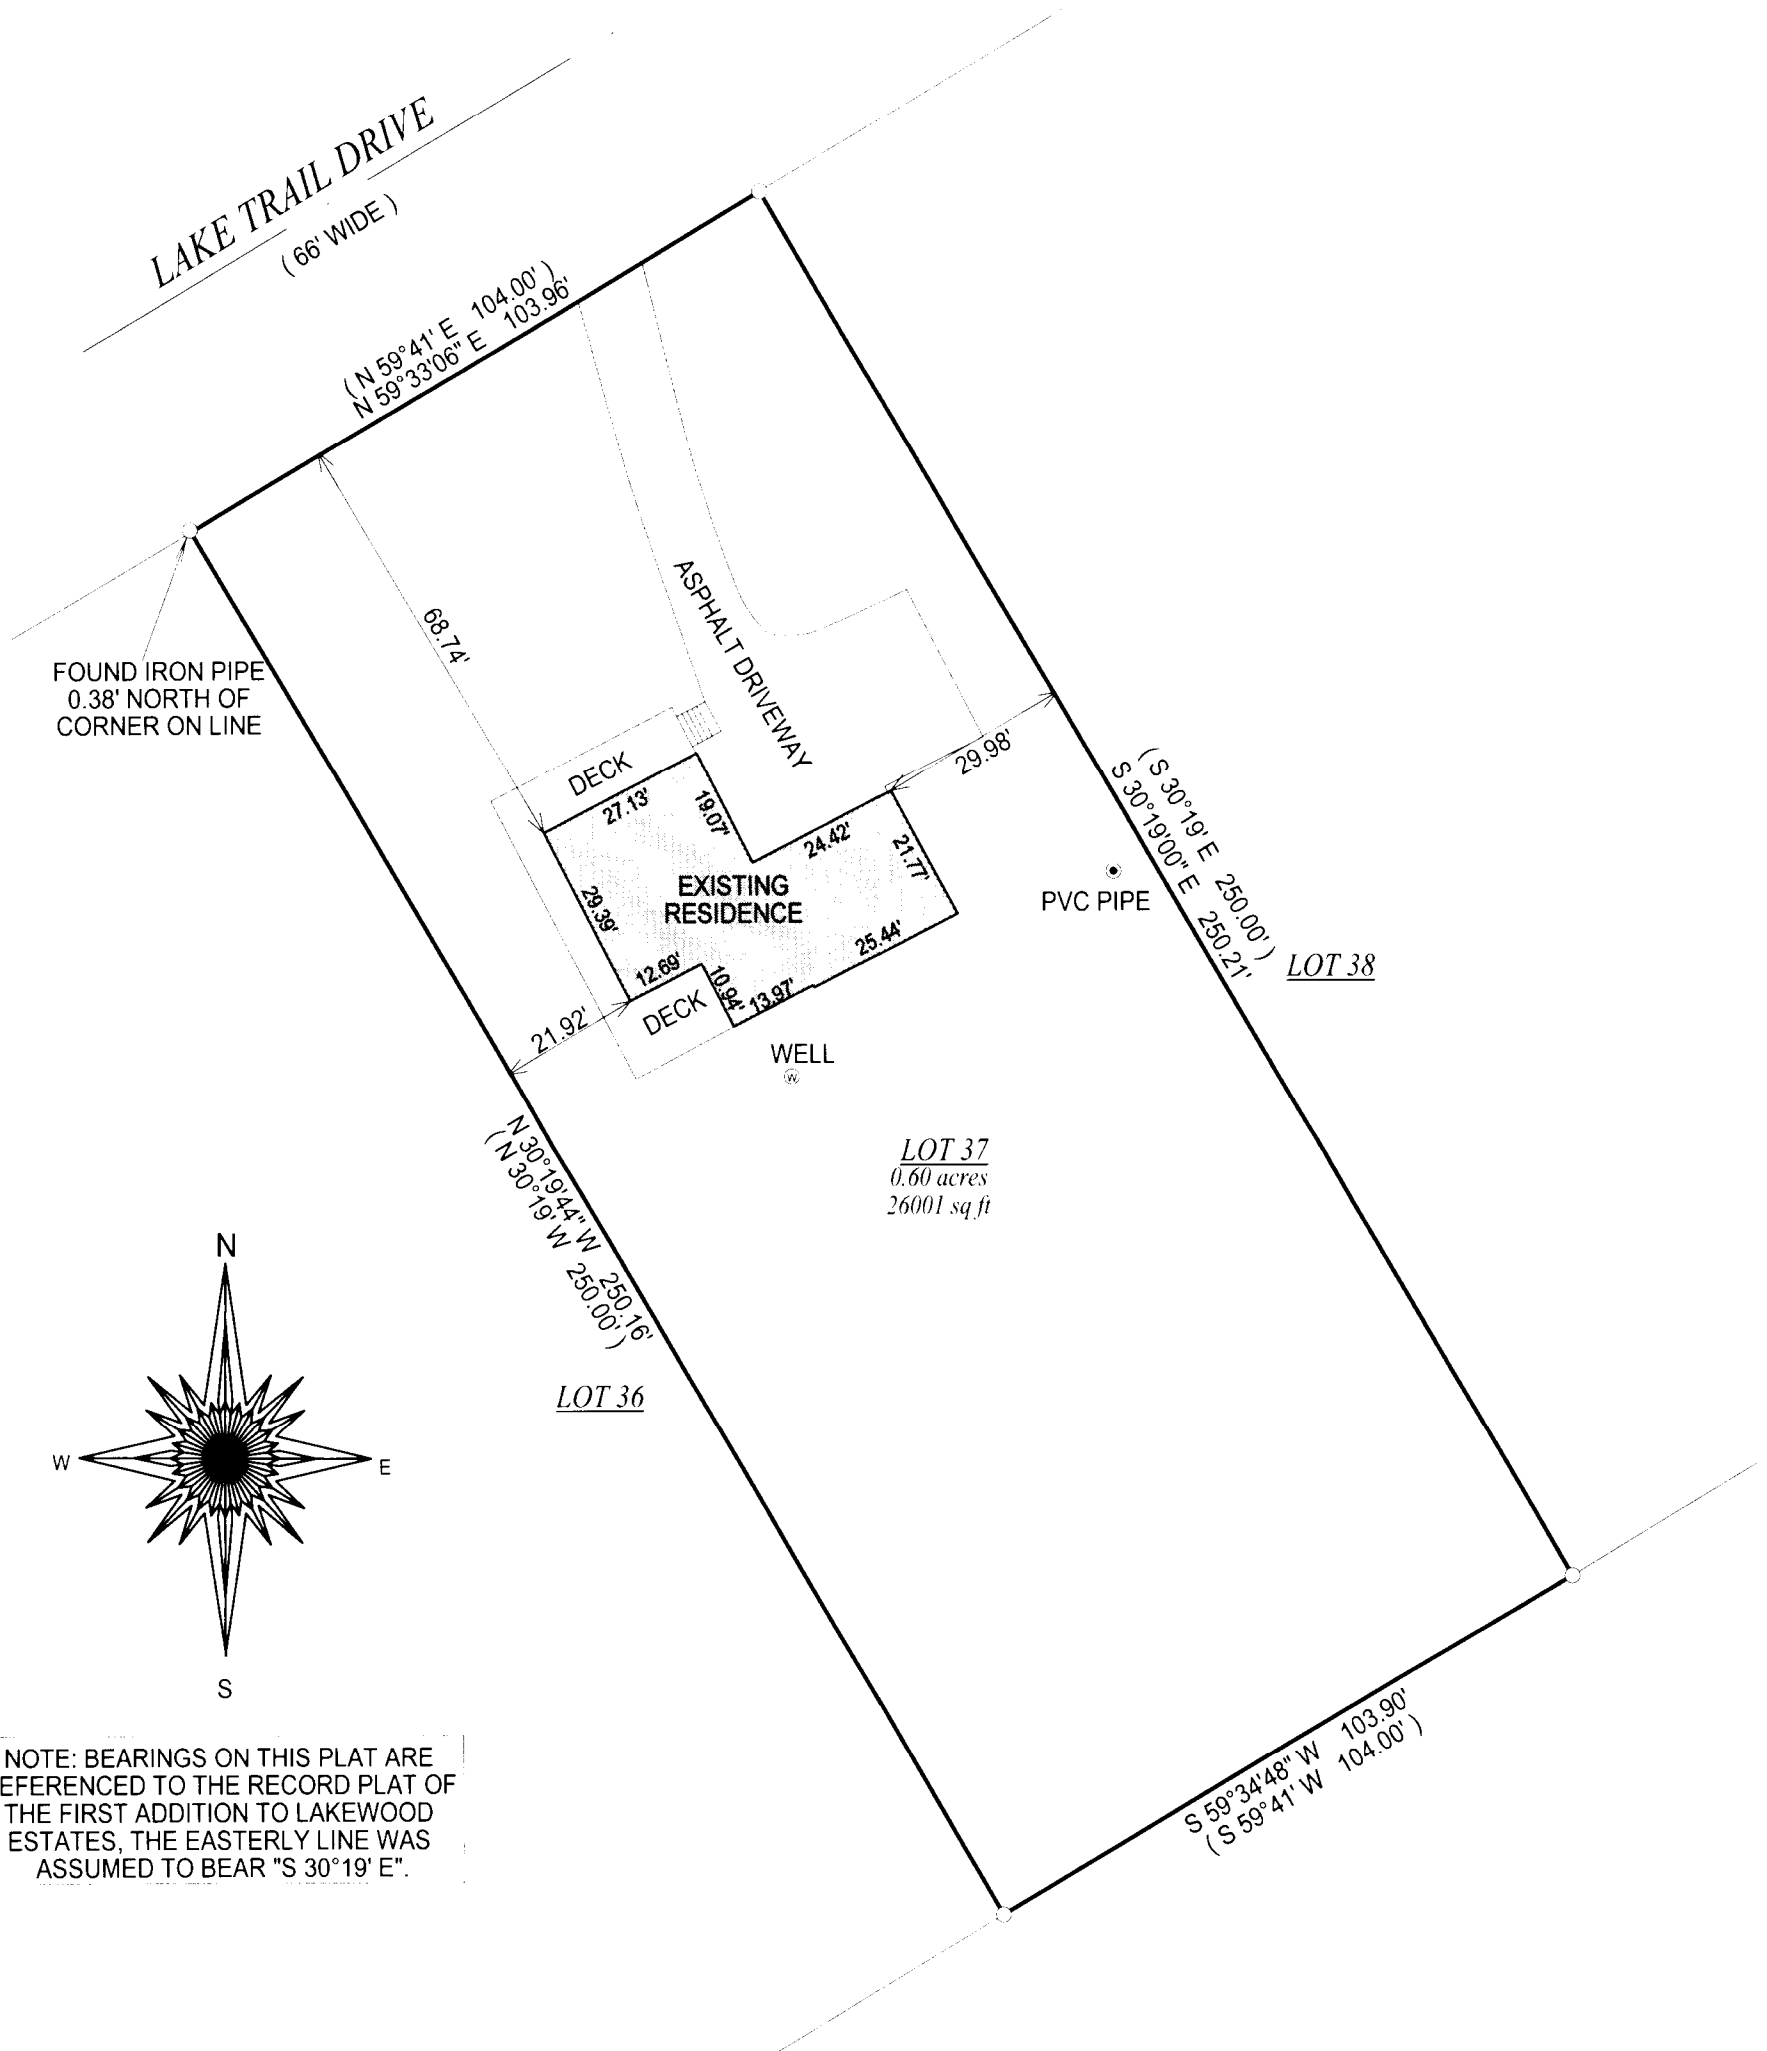 LAKE TRAIL DRIVE
( 66' WIDE )
( N 59°41' E 104.00' )
N 59°33'06" E 103.96'
FOUND IRON PIPE
0.38' NORTH OF
CORNER ON LINE
68.74'
ASPHALT DRIVEWAY
29.98'
DECK
27.13'
19.07'
24.42'
21.77'
EXISTING
RESIDENCE
29.39'
25.44'
12.69'
10.94'
13.97'
DECK
21.92'
WELL
W
PVC PIPE
( S 30°19' E 250.00' )
S 30°19'00" E 250.21'
LOT 38
LOT 37
0.60 acres
26001 sq ft
N 30°19'44" W 250.16'
( N 30°19' W 250.00' )
LOT 36
N
W
E
S
S 59°34'48" W 103.90'
( S 59°41' W 104.00' )
NOTE: BEARINGS ON THIS PLAT ARE
EFERENCED TO THE RECORD PLAT OF
THE FIRST ADDITION TO LAKEWOOD
ESTATES, THE EASTERLY LINE WAS
ASSUMED TO BEAR "S 30°19' E".